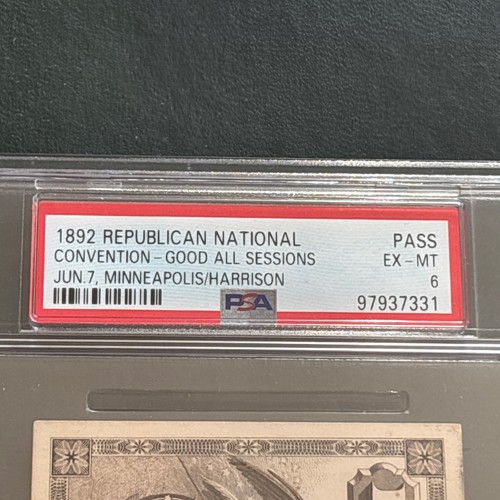 1892 REPUBLICAN NATIONAL PASS
CONVENTION-GOOD ALL SESSIONS EX-MT
JUN.7, MINNEAPOLIS/HARRISON 6
PSA 97937331